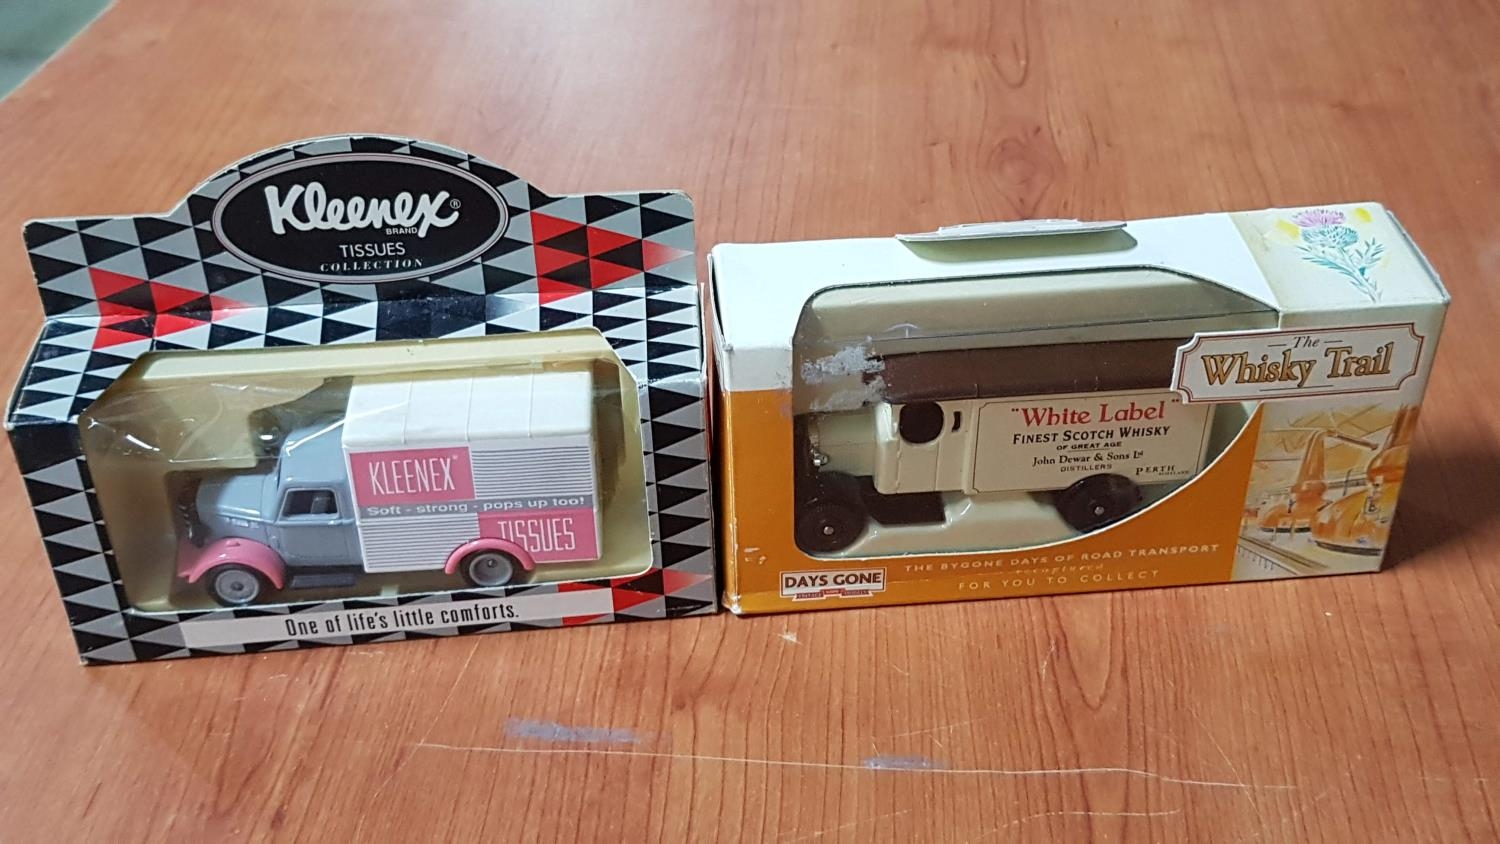 Kleenex®
BRAND
TISSUES
COLLECTION
KLEENEX®
Soft - strong - pops up too!
TISSUES
One of life's little comforts.
The
Whisky Trail
"White Label"
FINEST SCOTCH WHISKY
OF GREAT AGE
John Dewar & Sons Ltd
DISTILLERS
PERTH
SCOTLAND
DAYS GONE
THE BYGONE DAYS OF ROAD TRANSPORT
FOR YOU TO COLLECT